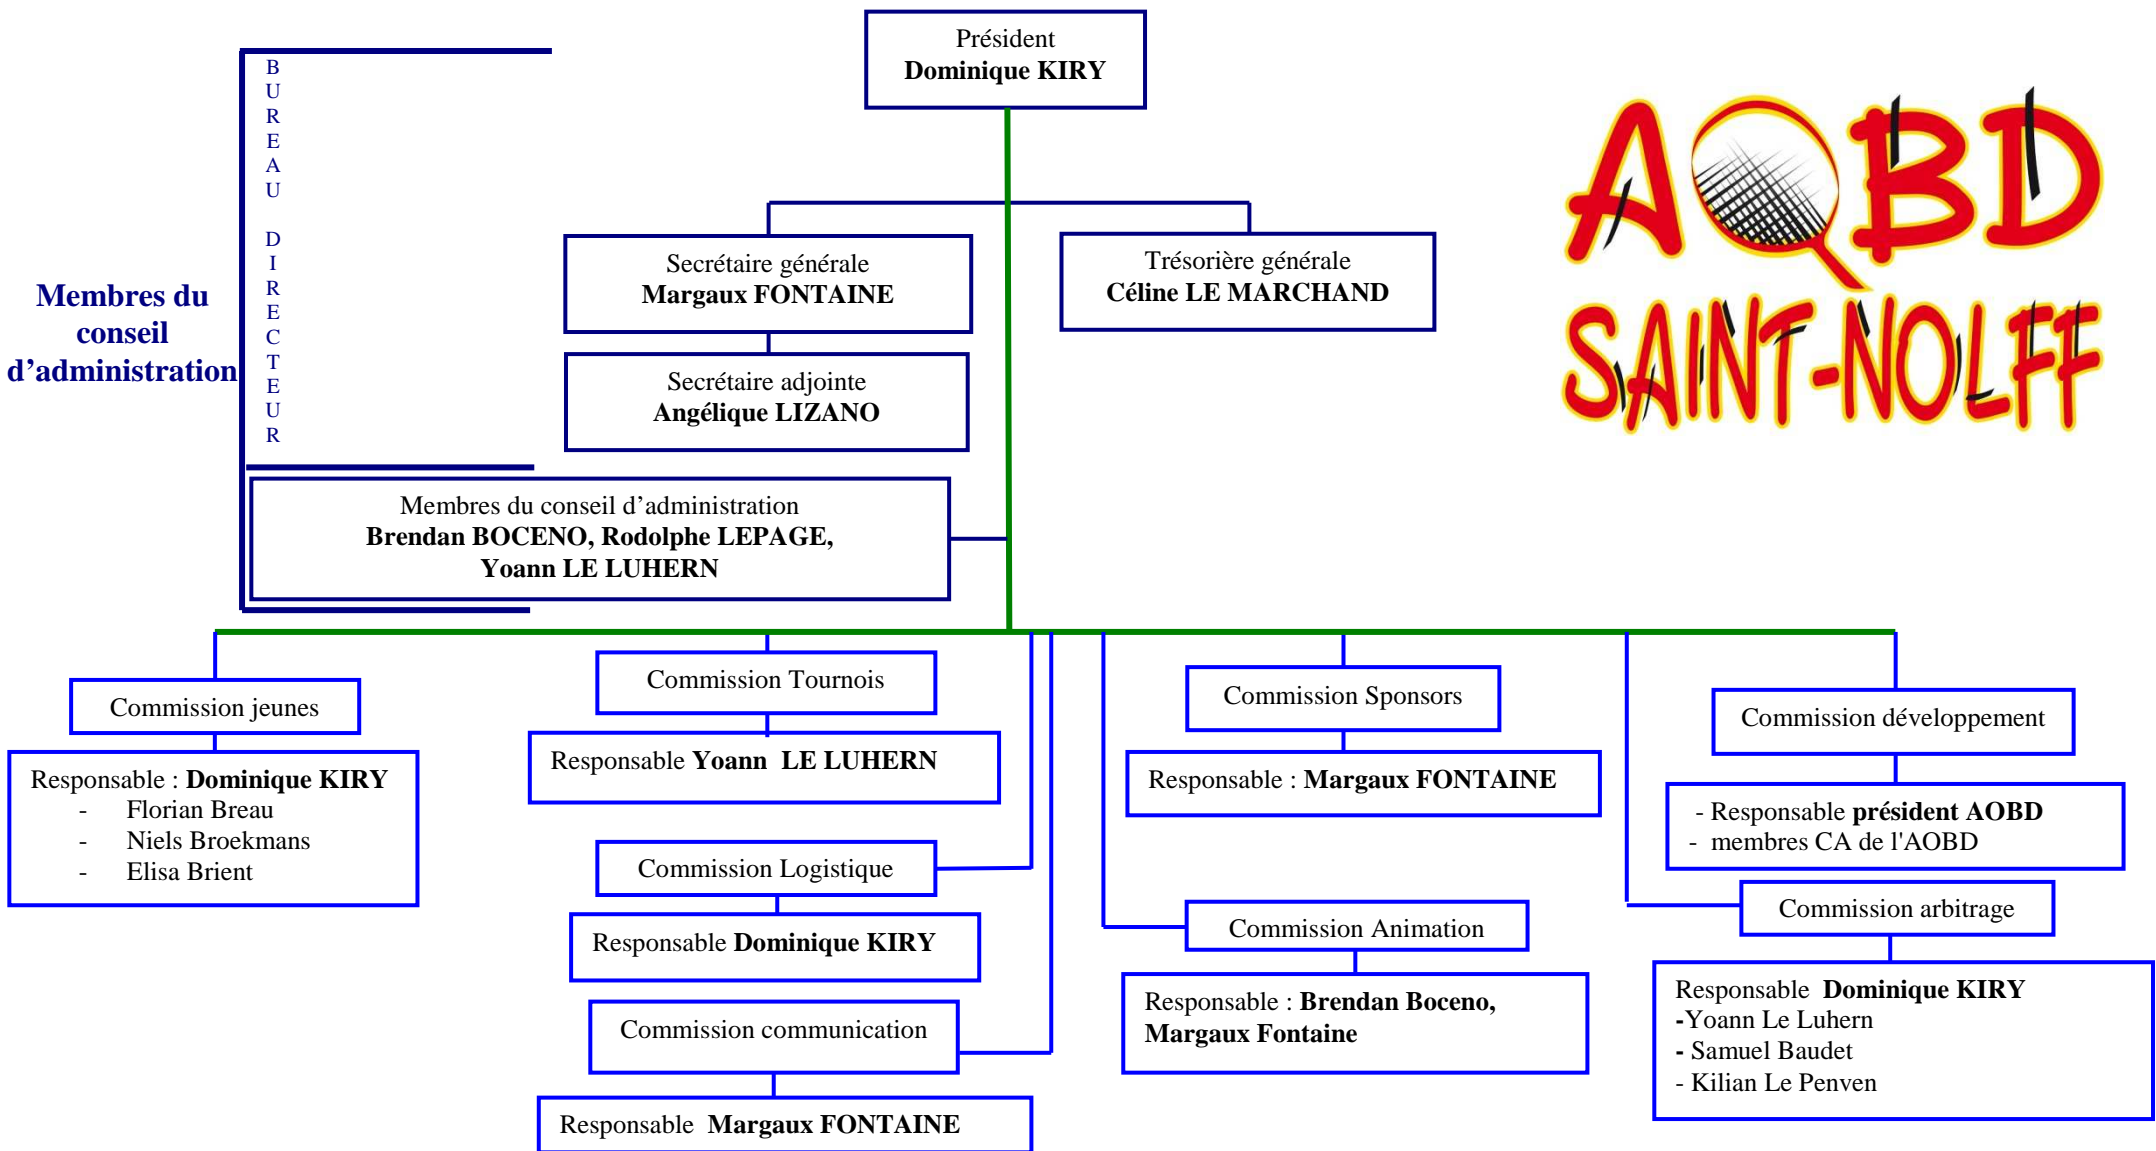 Président
Dominique KIRY
BUREAU DIRECTEUR
AOBD
SAINT-NOLFF
Membres du
conseil
d’administration
Secrétaire générale
Margaux FONTAINE
Trésorière générale
Céline LE MARCHAND
Secrétaire adjointe
Angélique LIZANO
Membres du conseil d’administration
Brendan BOCENO, Rodolphe LEPAGE,
Yoann LE LUHERN
Commission jeunes
Responsable : Dominique KIRY
- Florian Breau
- Niels Broekmans
- Elisa Brient
Commission Tournois
Responsable Yoann LE LUHERN
Commission Logistique
Responsable Dominique KIRY
Commission communication
Responsable Margaux FONTAINE
Commission Sponsors
Responsable : Margaux FONTAINE
Commission Animation
Responsable : Brendan Boceno,
Margaux Fontaine
Commission développement
- Responsable président AOBD
- membres CA de l'AOBD
Commission arbitrage
Responsable Dominique KIRY
-Yoann Le Luhern
- Samuel Baudet
- Kilian Le Penven